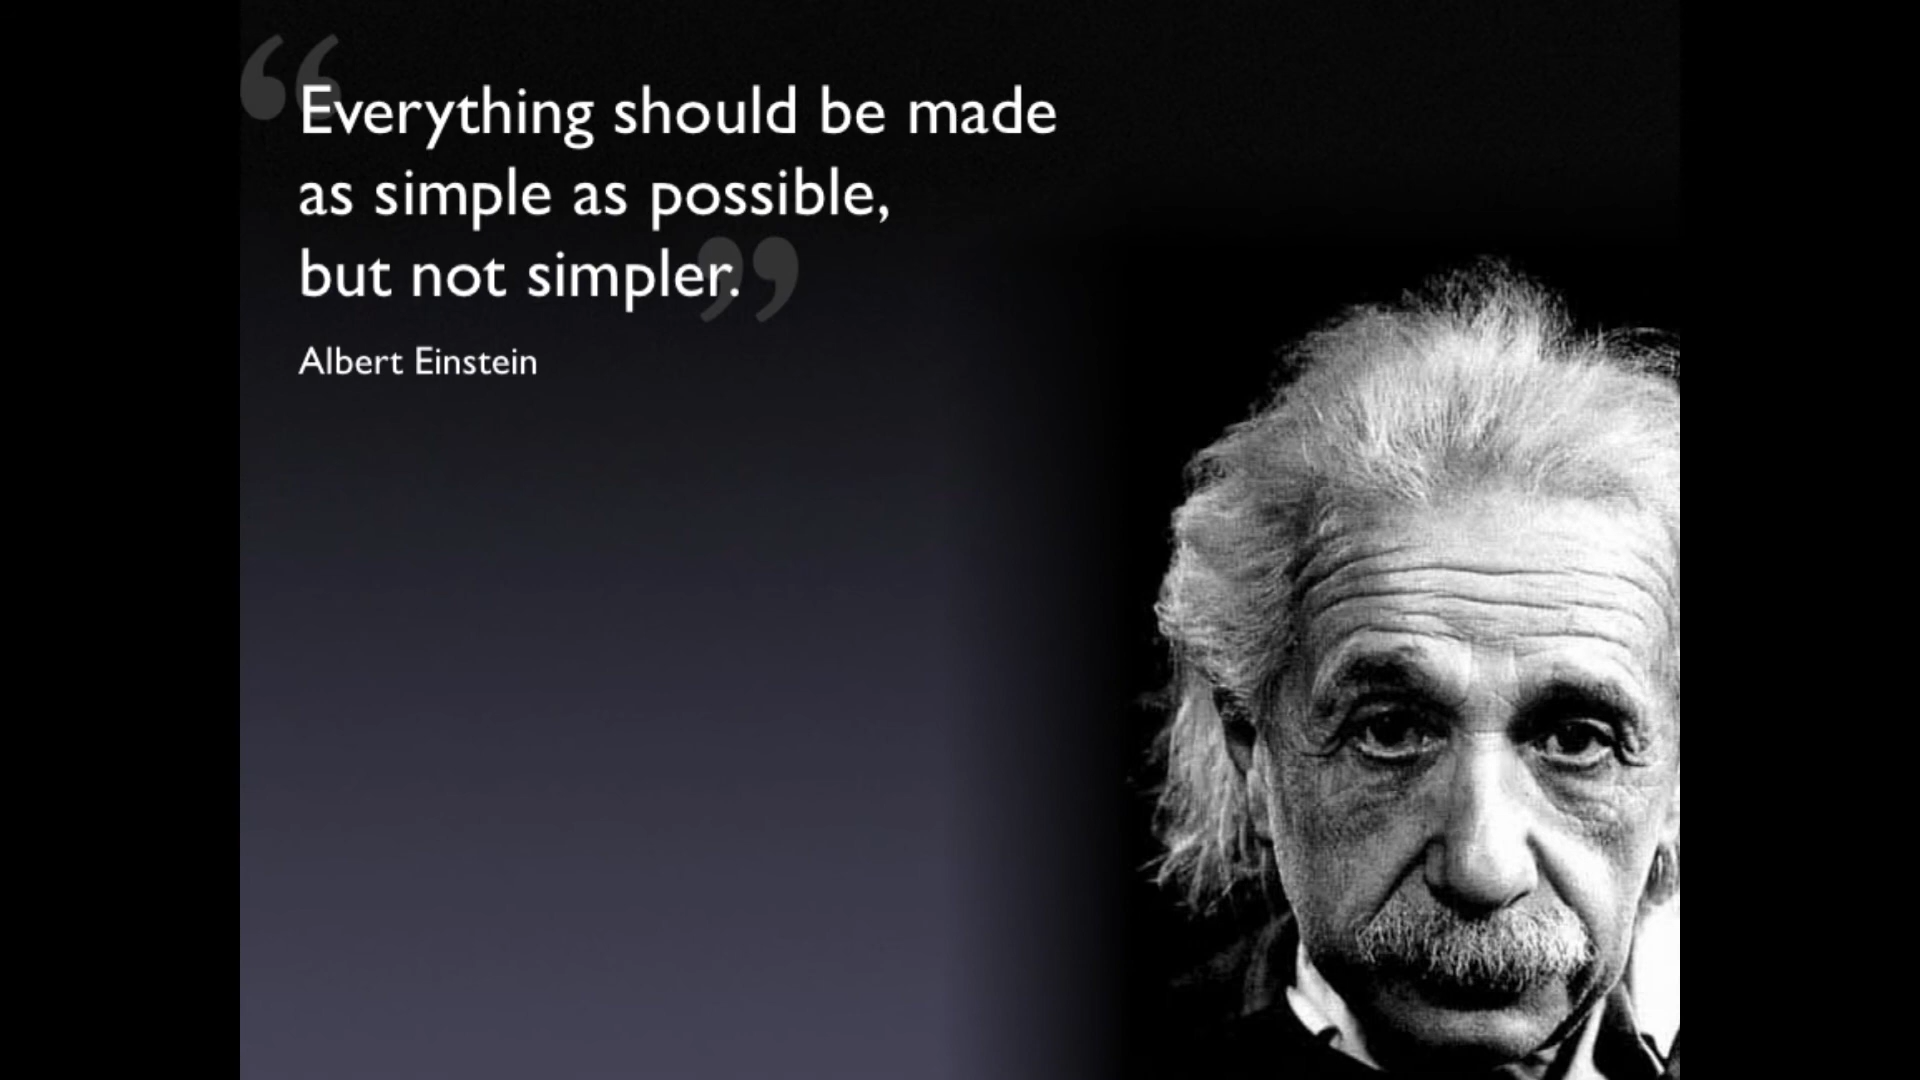 “Everything should be made
as simple as possible,
but not simpler.”
Albert Einstein